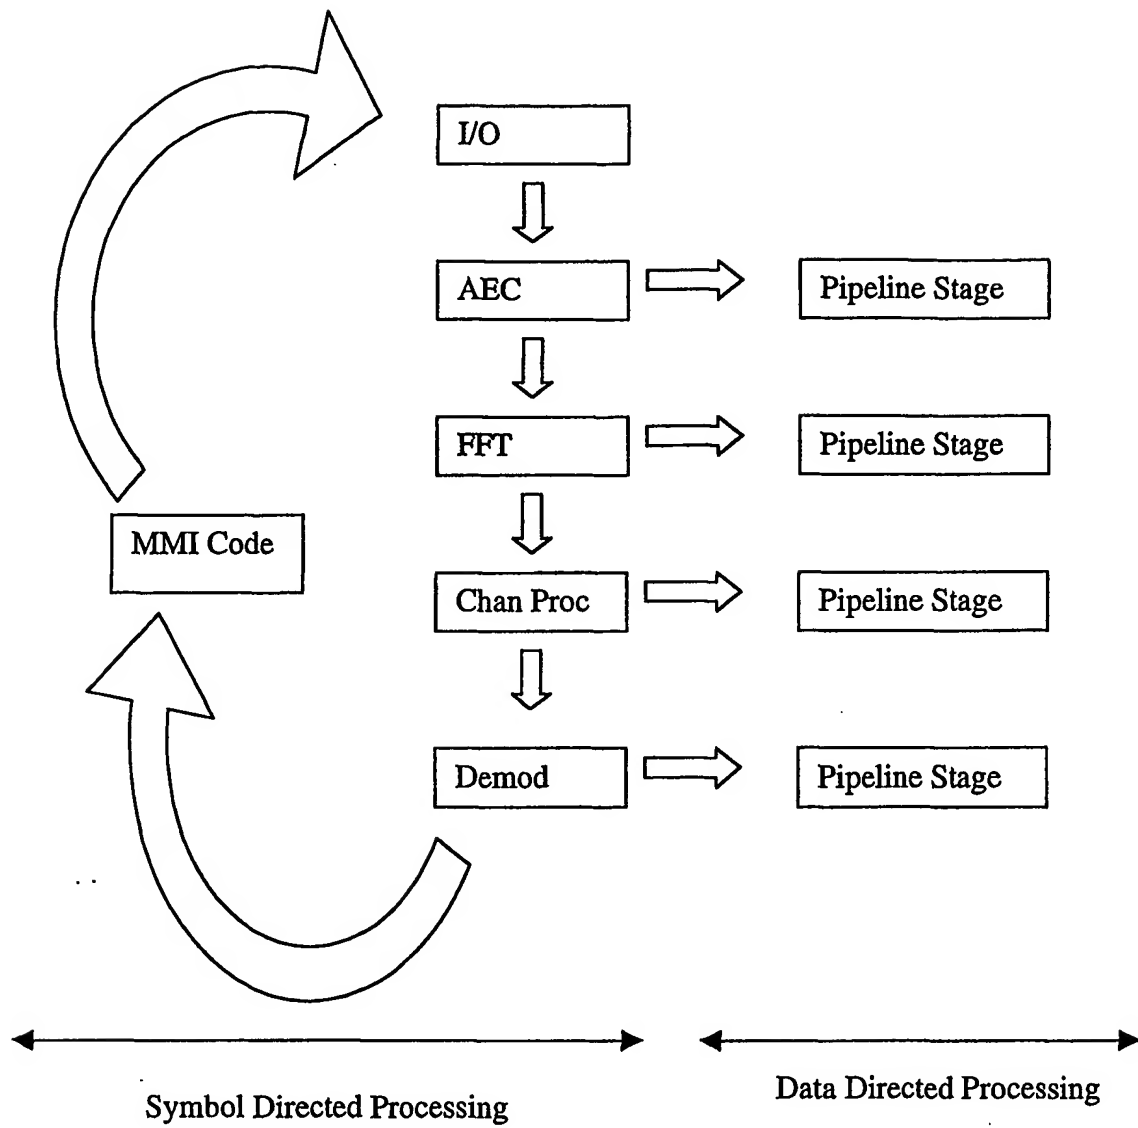 I/O
AEC
Pipeline Stage
FFT
Pipeline Stage
MMI Code
Chan Proc
Pipeline Stage
Demod
Pipeline Stage
Symbol Directed Processing
Data Directed Processing